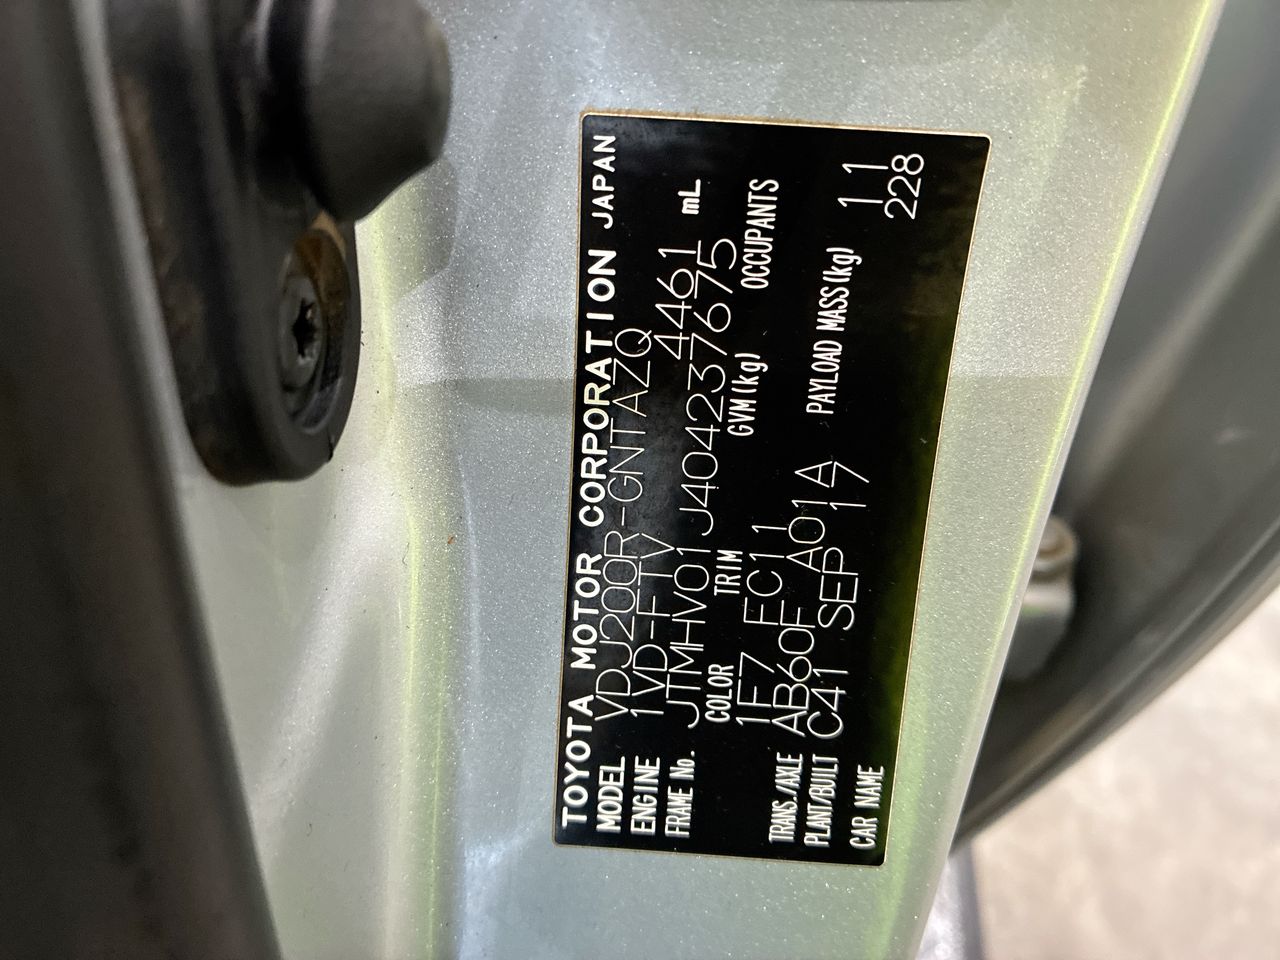 TOYOTA MOTOR CORPORATION JAPAN
MODEL VDJ200R-GNTAZQ
ENGINE 1VD-FTV 4461 mL
FRAME No. JTMHV01J404237675
COLOR TRIM GVM(kg) OCCUPANTS
1F7 EC11
TRANS./AXLE AB60F A01A PAYLOAD MASS(kg) 11
PLANT/BUILT C41 SEP 17 228
CAR NAME